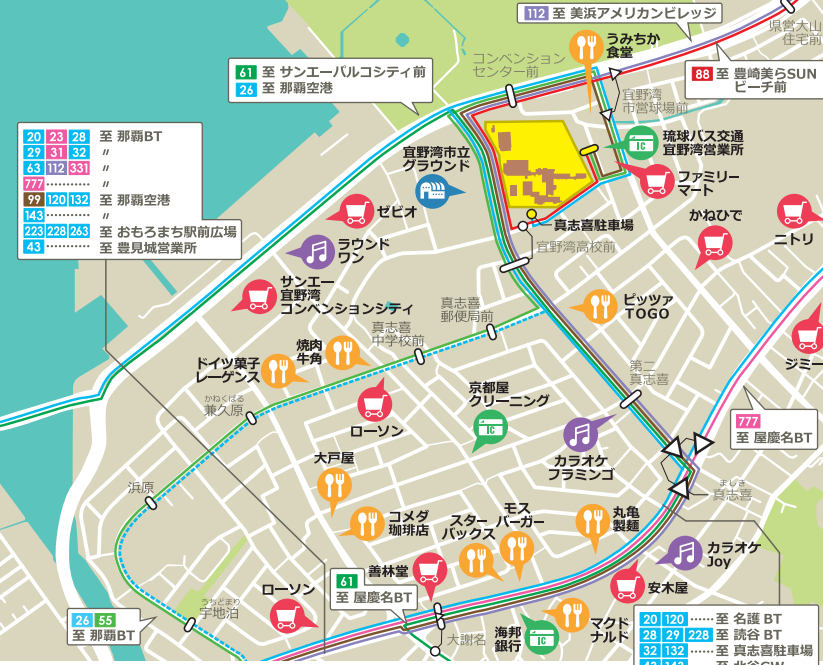 112 至 美浜アメリカンビレッジ
県営大山
住宅前
うみちか
食堂
コンベンション
センター前
61 至 サンエーパルコシティ前
26 至 那覇空港
88 至 豊崎美らSUN
ビーチ前
宜野湾
市営球場前
20 23 28 至 那覇BT
29 31 32 〃
63 112 331 〃
777 ············ 〃
99 120 132 至 那覇空港
143 ············ 〃
223 228 263 至 おもろまち駅前広場
43 ············ 至 豊見城営業所
宜野湾市立
グラウンド
琉球バス交通
宜野湾営業所
IC
ファミリー
マート
ゼビオ
真志喜駐車場
かねひで
ニトリ
宜野湾高校前
ラウンド
ワン
サンエー
宜野湾
コンベンションシティ
真志喜
郵便局前
ピッツァ
TOGO
真志喜
中学校前
焼肉
牛角
ドイツ菓子
レーゲンス
ジミー
第二
真志喜
かねくばる
兼久原
京都屋
クリーニング
IC
ローソン
777
至 屋慶名BT
カラオケ
フラミンゴ
大戸屋
浜原
ましき
真志喜
コメダ
珈琲店
スター
バックス
モス
バーガー
丸亀
製麺
カラオケ
Joy
善林堂
61
至 屋慶名BT
安木屋
ローソン
うちどまり
宇地泊
26 55
至 那覇BT
大謝名
海邦
銀行
IC
マクド
ナルド
20 120 ······ 至 名護 BT
28 29 228 至 読谷 BT
32 132 ······ 至 真志喜駐車場